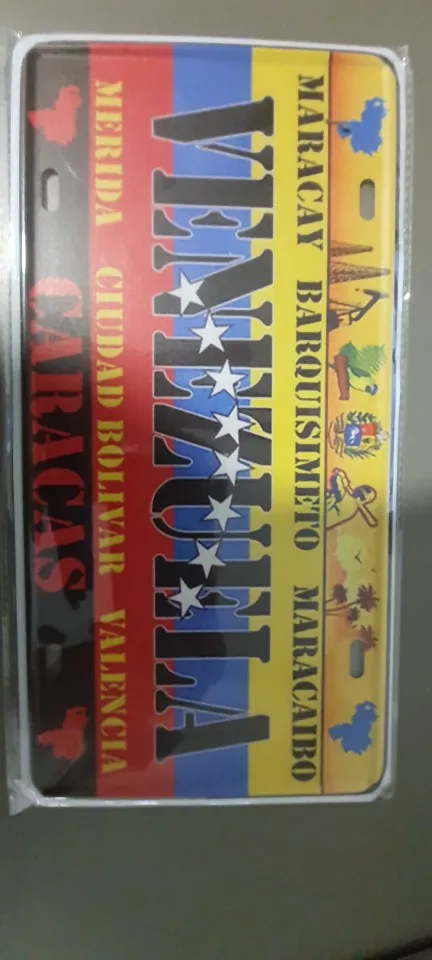 MARACAY BARQUISIMETO MARACAIBO
VENEZUELA
MERIDA CIUDAD BOLIVAR VALENCIA
CARACAS